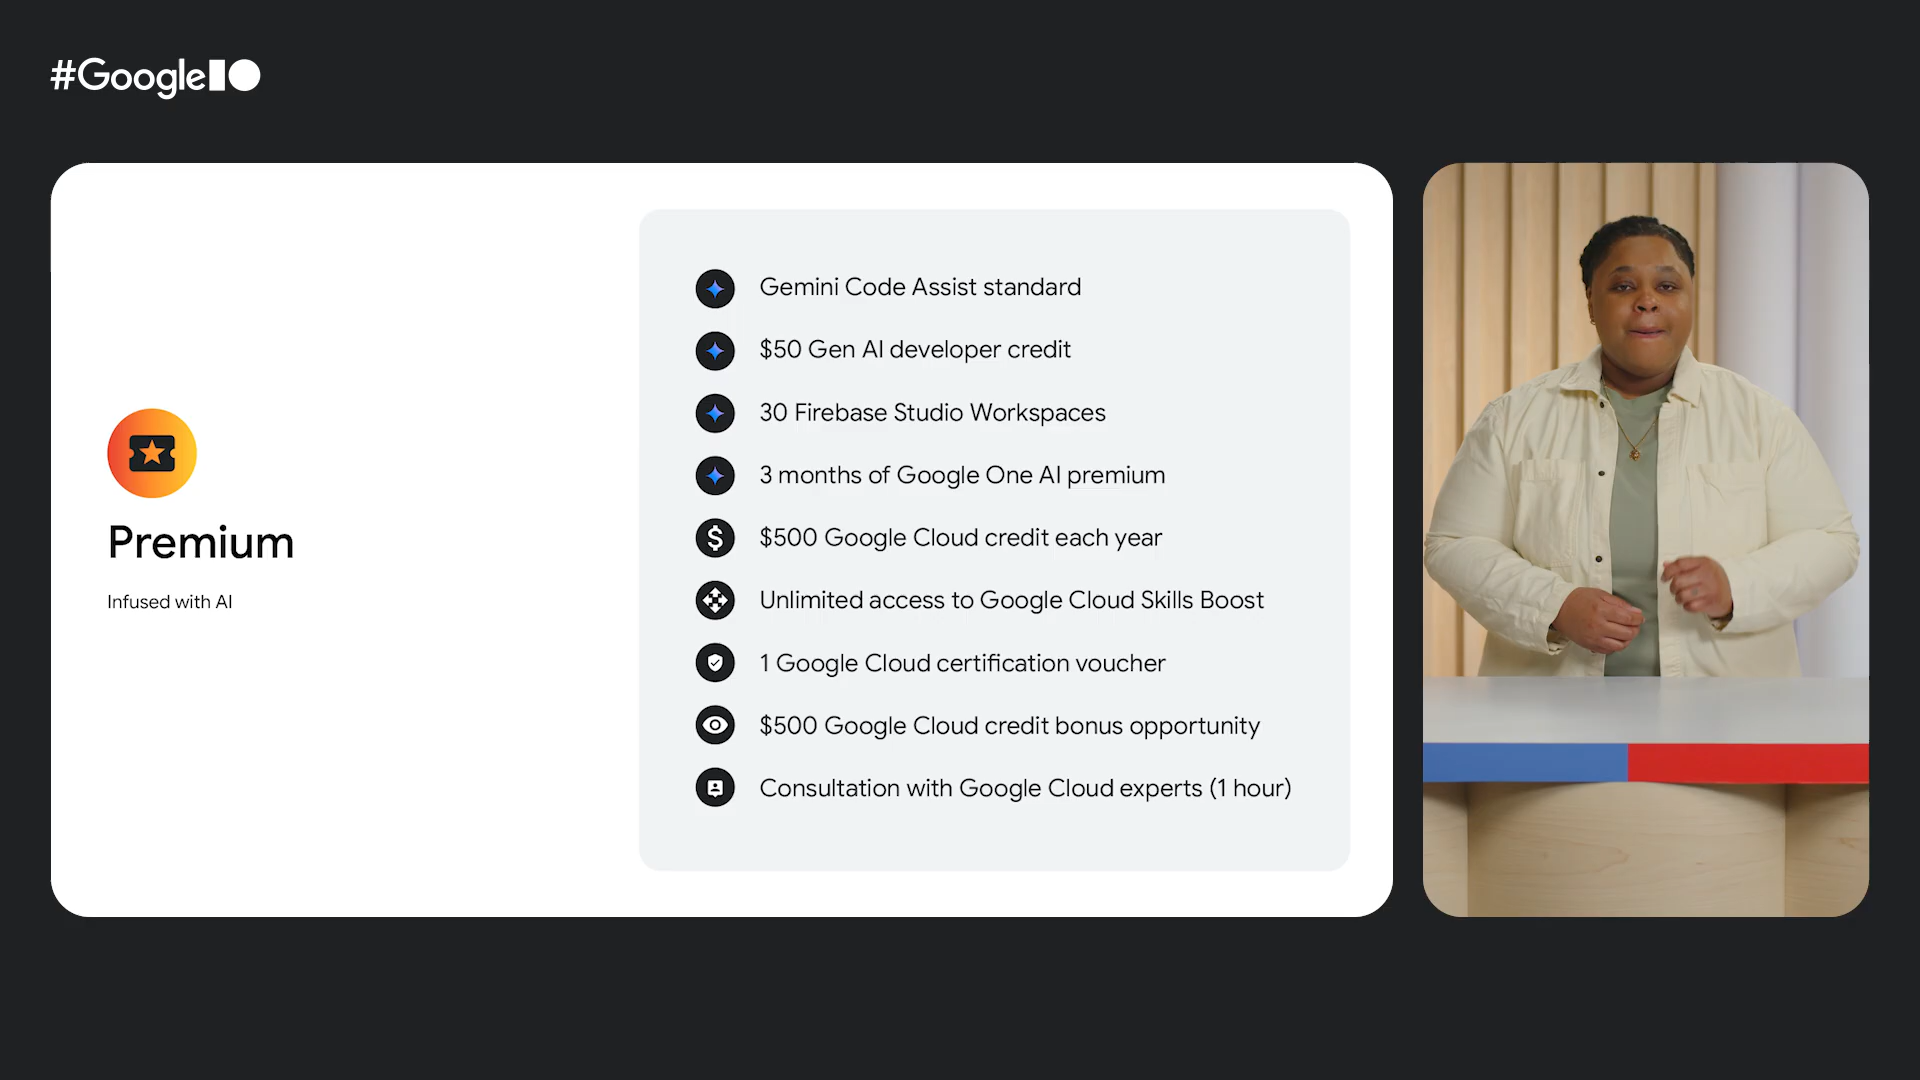 #GoogleIO
Premium
Infused with AI
Gemini Code Assist standard
$50 Gen AI developer credit
30 Firebase Studio Workspaces
3 months of Google One AI premium
$500 Google Cloud credit each year
Unlimited access to Google Cloud Skills Boost
1 Google Cloud certification voucher
$500 Google Cloud credit bonus opportunity
Consultation with Google Cloud experts (1 hour)